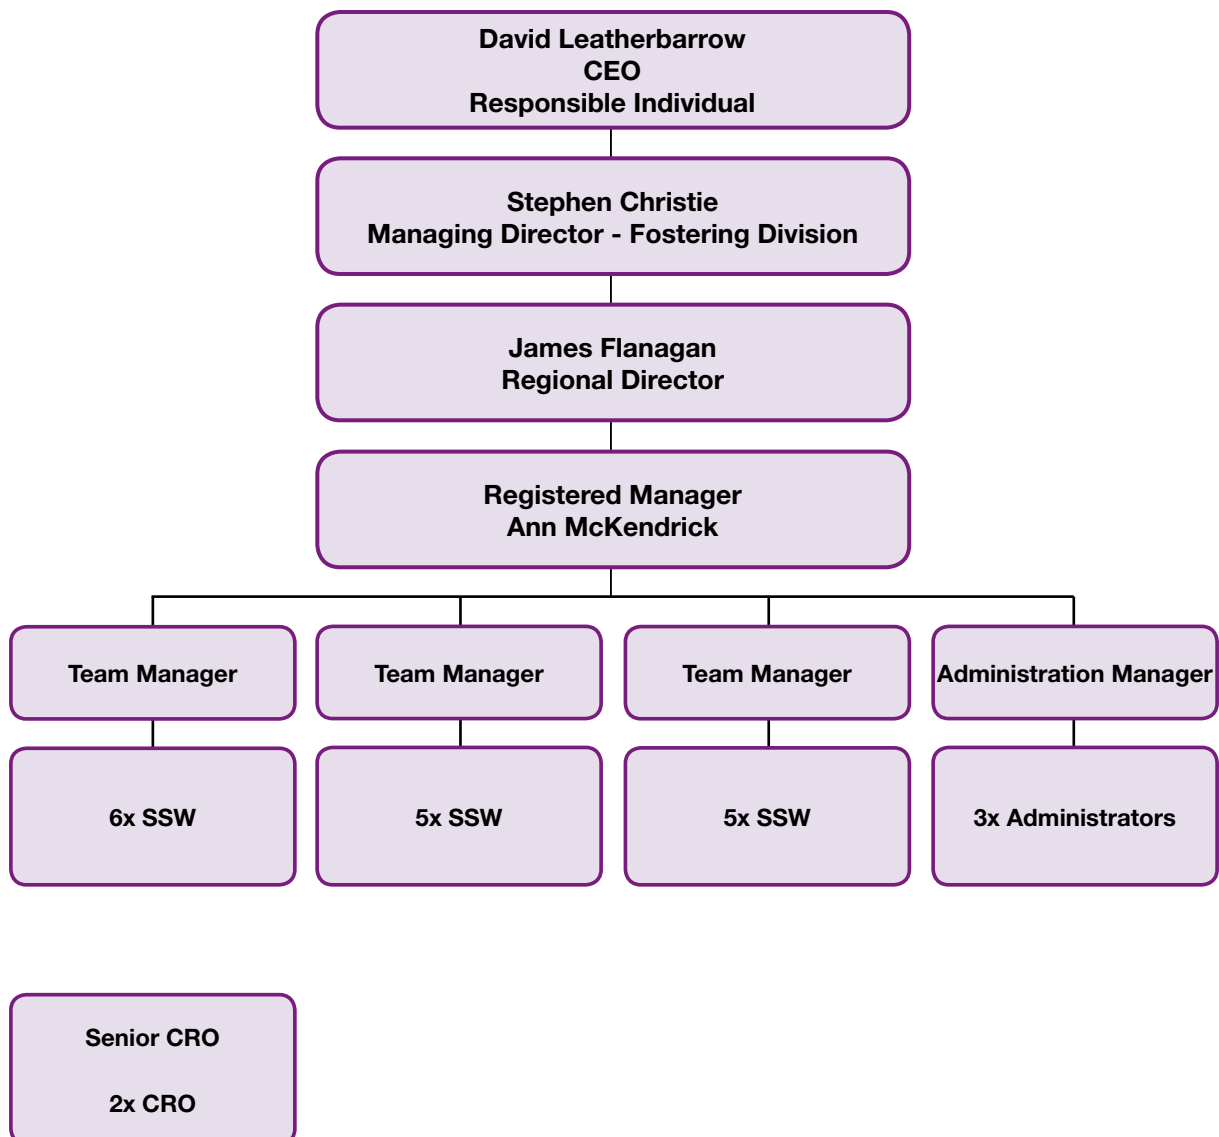 David Leatherbarrow
CEO
Responsible Individual
Stephen Christie
Managing Director - Fostering Division
James Flanagan
Regional Director
Registered Manager
Ann McKendrick
Team Manager
Team Manager
Team Manager
Administration Manager
6x SSW
5x SSW
5x SSW
3x Administrators
Senior CRO
2x CRO